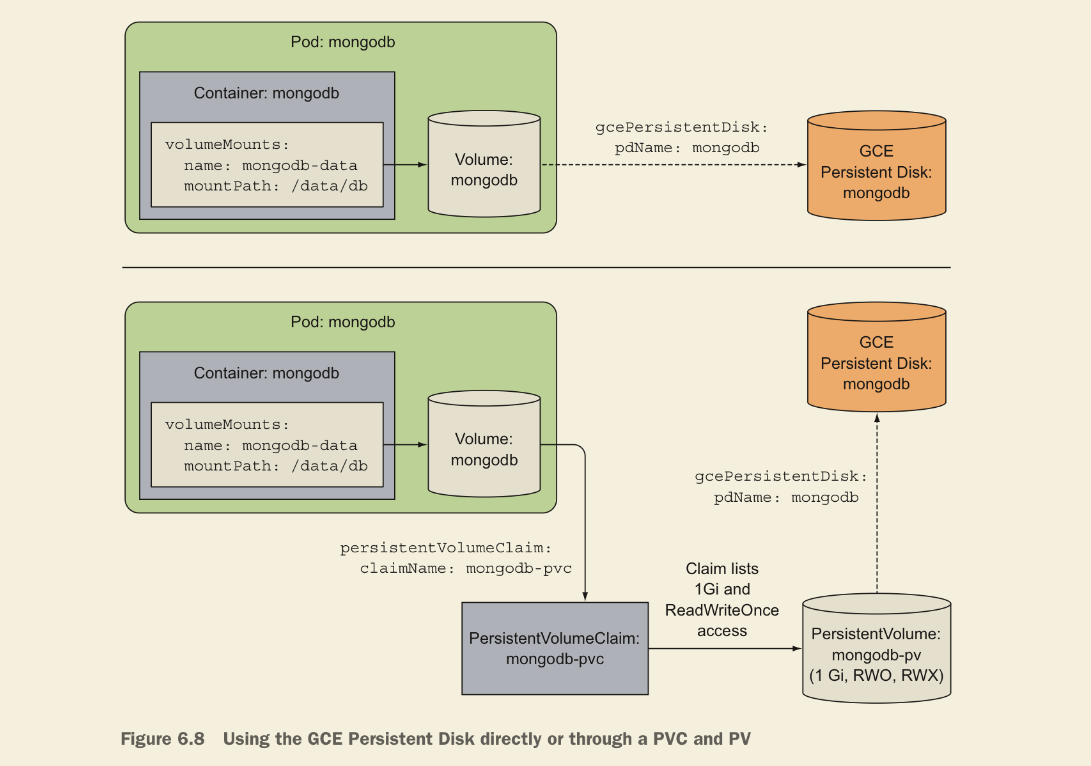 Pod: mongodb
Container: mongodb
volumeMounts:
name: mongodb-data
mountPath: /data/db
Volume:
mongodb
gcePersistentDisk:
pdName: mongodb
GCE
Persistent Disk:
mongodb
Pod: mongodb
Container: mongodb
volumeMounts:
name: mongodb-data
mountPath: /data/db
Volume:
mongodb
GCE
Persistent Disk:
mongodb
gcePersistentDisk:
pdName: mongodb
persistentVolumeClaim:
claimName: mongodb-pvc
PersistentVolumeClaim:
mongodb-pvc
Claim lists
1Gi and
ReadWriteOnce
access
PersistentVolume:
mongodb-pv
(1 Gi, RWO, RWX)
Figure 6.8 Using the GCE Persistent Disk directly or through a PVC and PV